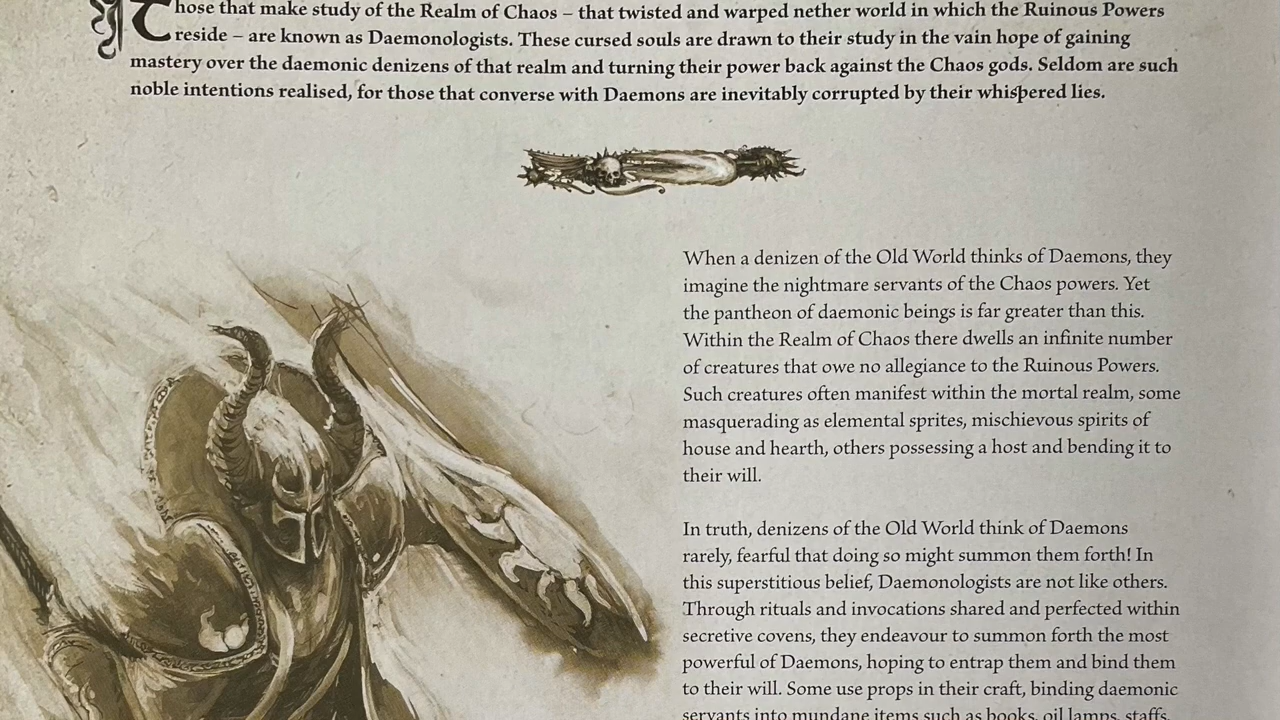 Those that make study of the Realm of Chaos – that twisted and warped nether world in which the Ruinous Powers
reside – are known as Daemonologists. These cursed souls are drawn to their study in the vain hope of gaining
mastery over the daemonic denizens of that realm and turning their power back against the Chaos gods. Seldom are such
noble intentions realised, for those that converse with Daemons are inevitably corrupted by their whispered lies.
When a denizen of the Old World thinks of Daemons, they
imagine the nightmare servants of the Chaos powers. Yet
the pantheon of daemonic beings is far greater than this.
Within the Realm of Chaos there dwells an infinite number
of creatures that owe no allegiance to the Ruinous Powers.
Such creatures often manifest within the mortal realm, some
masquerading as elemental sprites, mischievous spirits of
house and hearth, others possessing a host and bending it to
their will.
In truth, denizens of the Old World think of Daemons
rarely, fearful that doing so might summon them forth! In
this superstitious belief, Daemonologists are not like others.
Through rituals and invocations shared and perfected within
secretive covens, they endeavour to summon forth the most
powerful of Daemons, hoping to entrap them and bind them
to their will. Some use props in their craft, binding daemonic
servants into mundane items such as books, oil lamps, staffs,